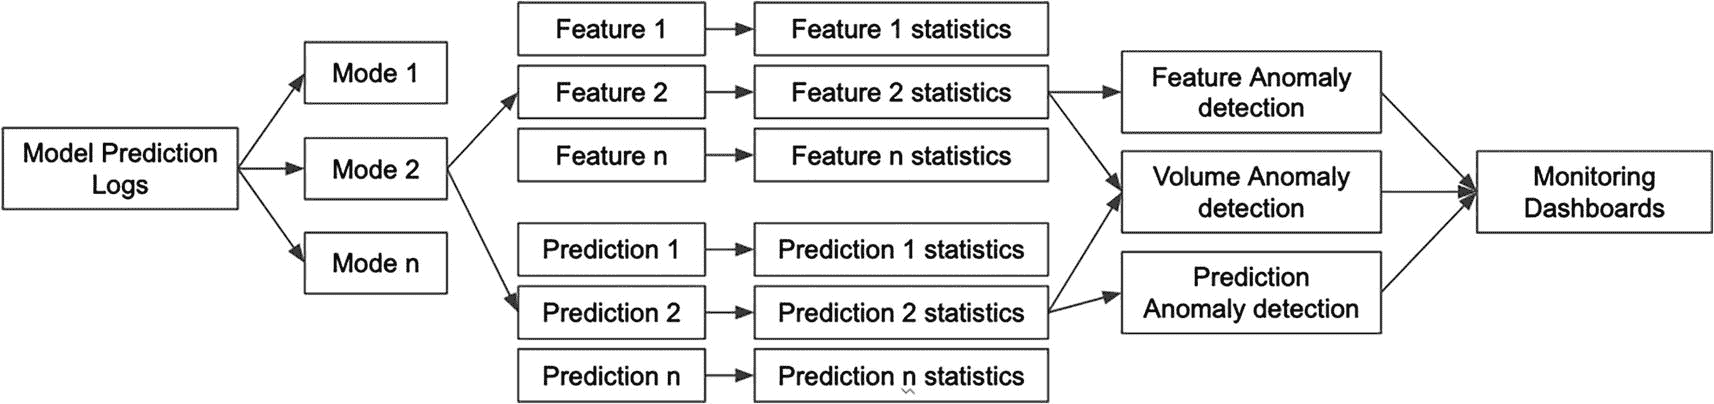 Model Prediction
Logs
Mode 1
Mode 2
Mode n
Feature 1
Feature 1 statistics
Feature 2
Feature 2 statistics
Feature n
Feature n statistics
Prediction 1
Prediction 1 statistics
Prediction 2
Prediction 2 statistics
Prediction n
Prediction n statistics
Feature Anomaly
detection
Volume Anomaly
detection
Prediction
Anomaly detection
Monitoring
Dashboards